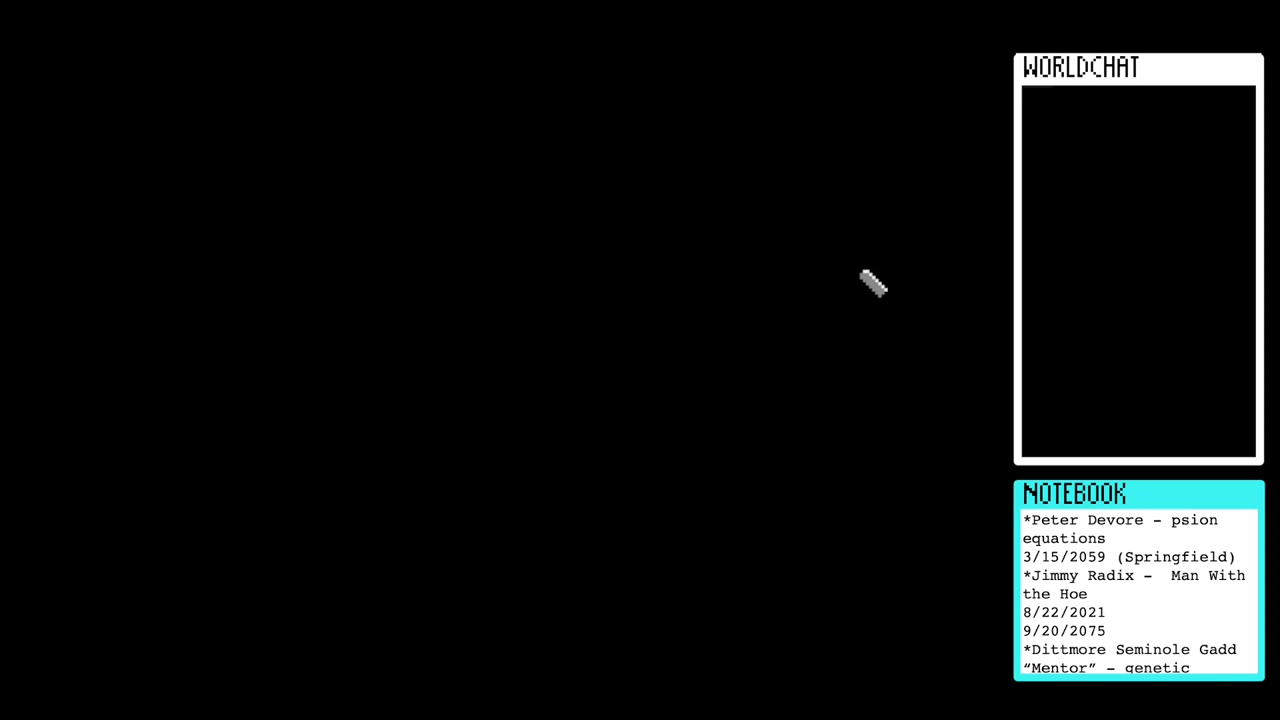 WORLDCHAT
NOTEBOOK
*Peter Devore - psion
equations
3/15/2059 (Springfield)
*Jimmy Radix -  Man With
the Hoe
8/22/2021
9/20/2075
*Dittmore Seminole Gadd
“Mentor” - genetic